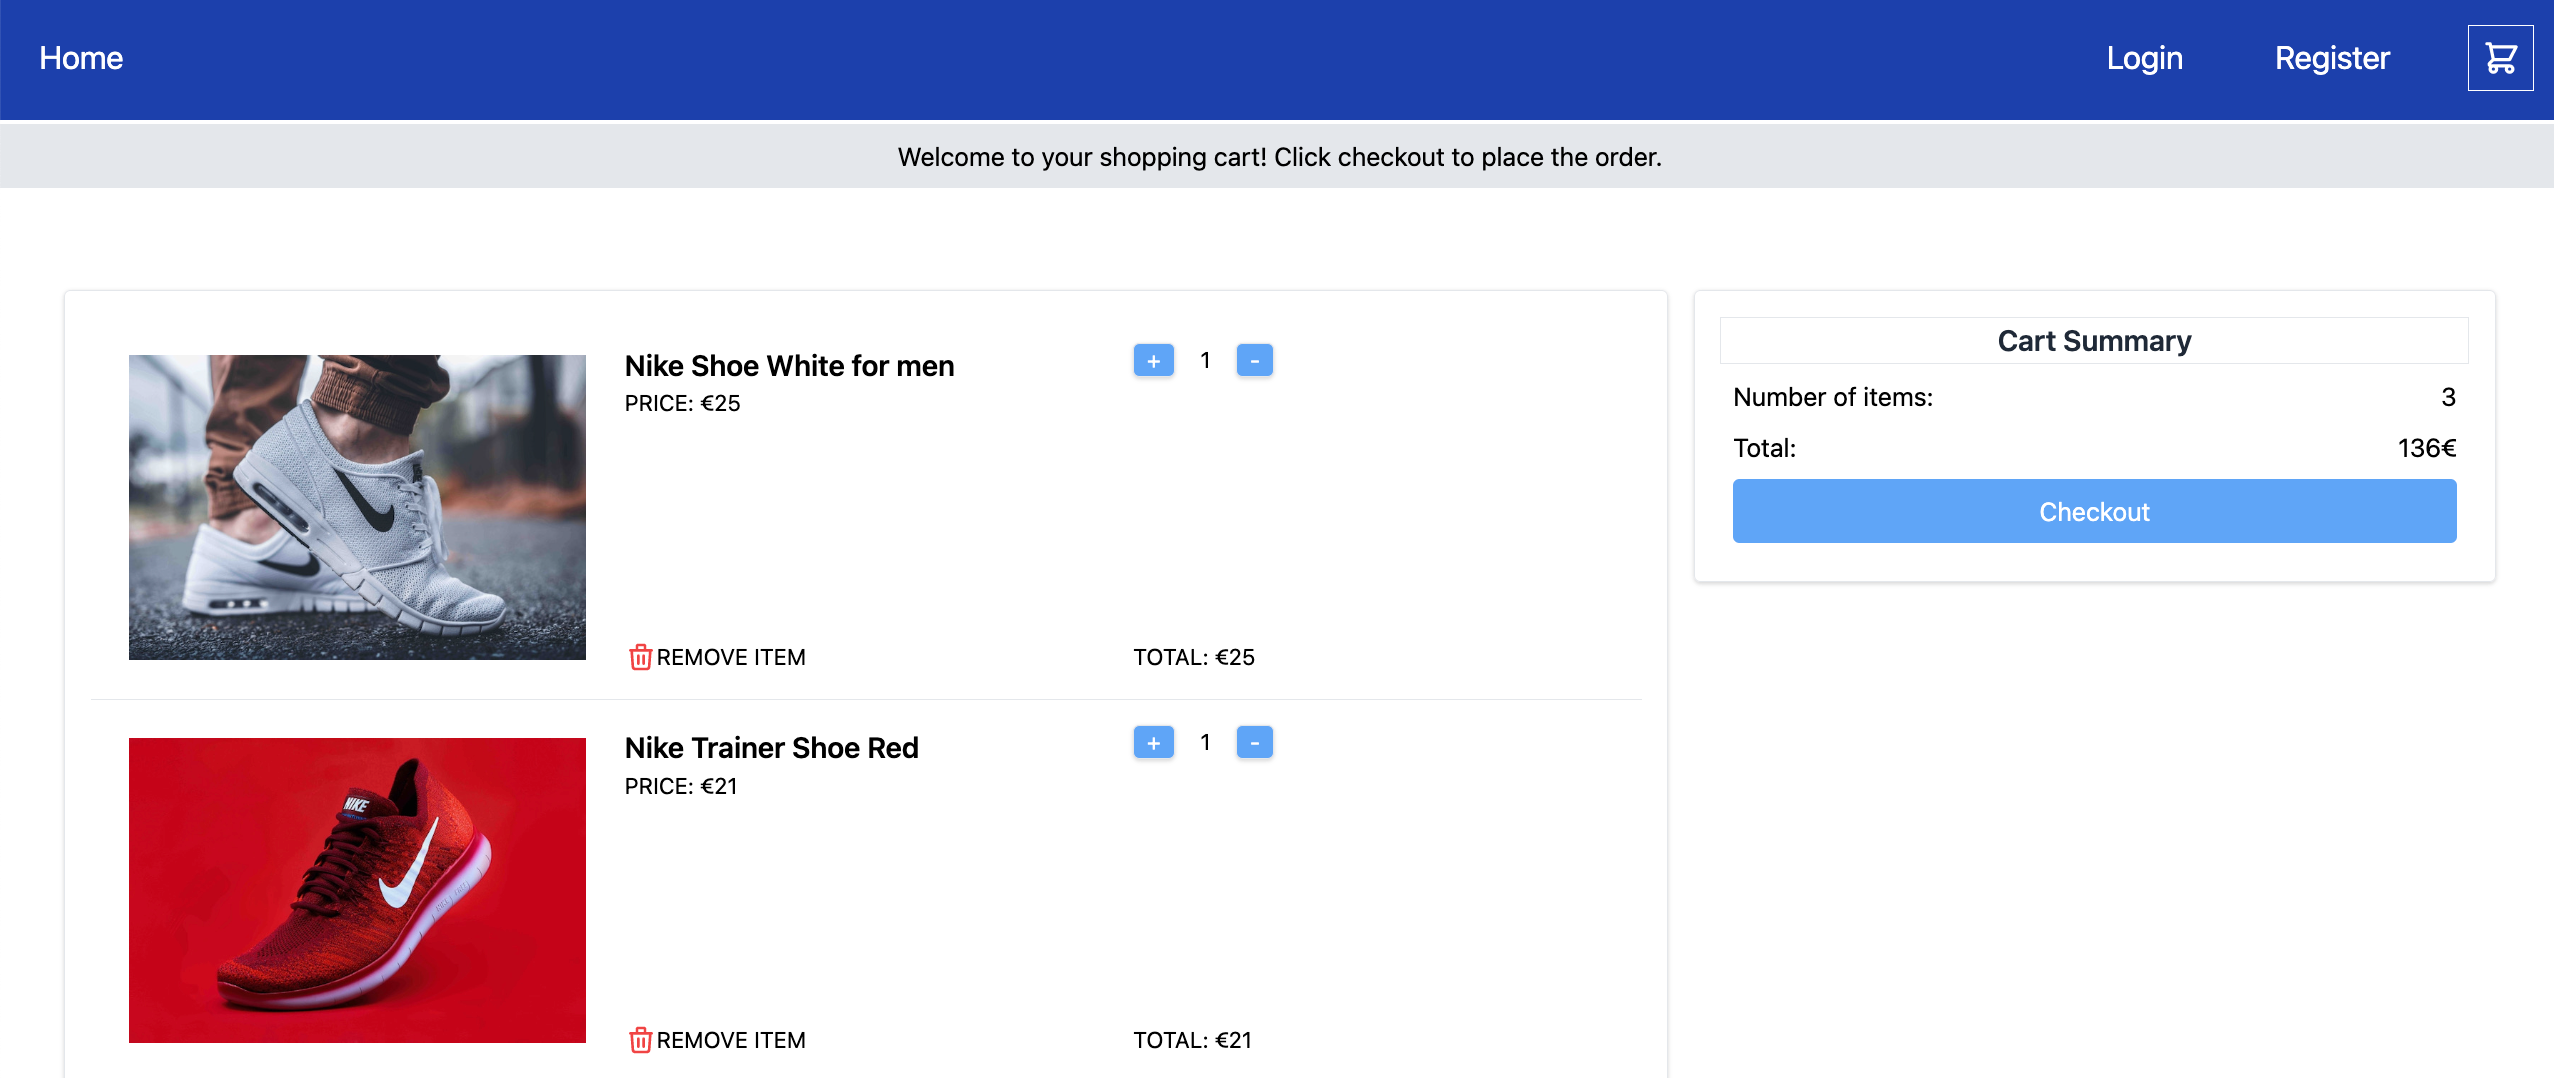 Home Login Register
Welcome to your shopping cart! Click checkout to place the order.
Nike Shoe White for men
PRICE: €25
+ 1 -
REMOVE ITEM
TOTAL: €25
NIKE
Nike Trainer Shoe Red
PRICE: €21
+ 1 -
REMOVE ITEM
TOTAL: €21
Cart Summary
Number of items: 3
Total: 136€
Checkout